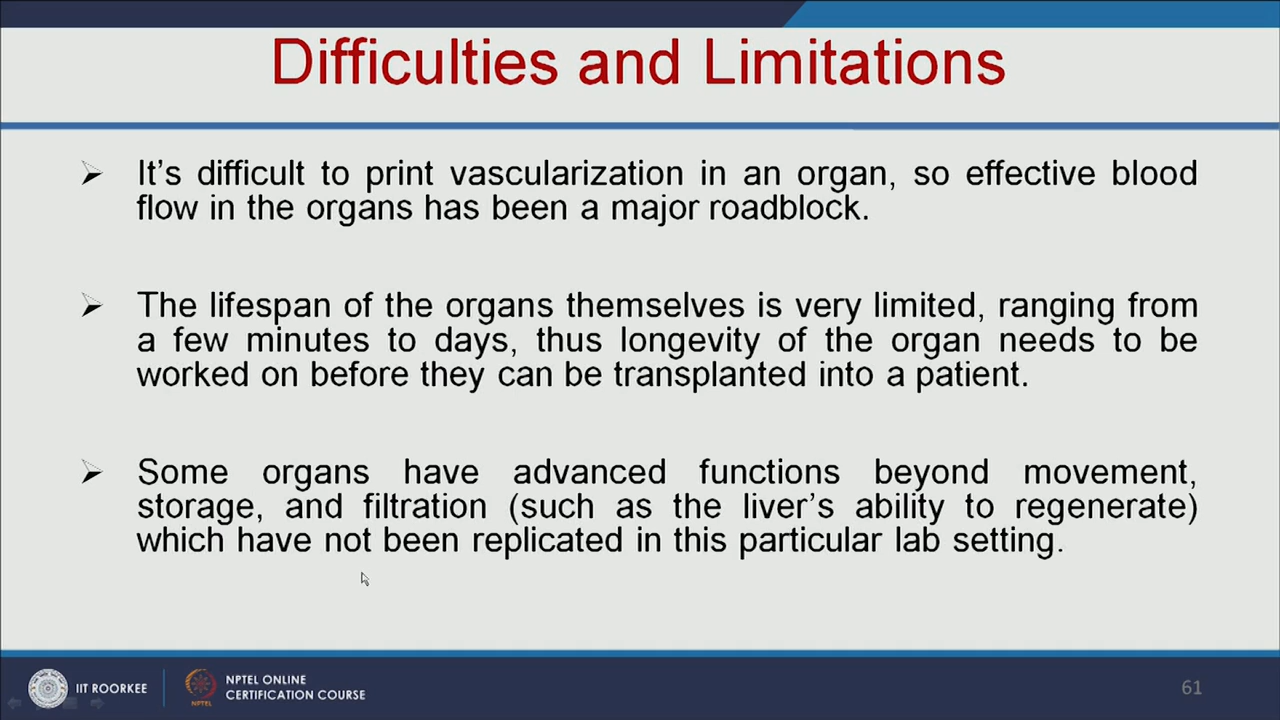 Difficulties and Limitations
➢ It's difficult to print vascularization in an organ, so effective blood
flow in the organs has been a major roadblock.
➢ The lifespan of the organs themselves is very limited, ranging from
a few minutes to days, thus longevity of the organ needs to be
worked on before they can be transplanted into a patient.
➢ Some organs have advanced functions beyond movement,
storage, and filtration (such as the liver's ability to regenerate)
which have not been replicated in this particular lab setting.
IIT ROORKEE
NPTEL
NPTEL ONLINE
CERTIFICATION COURSE
61